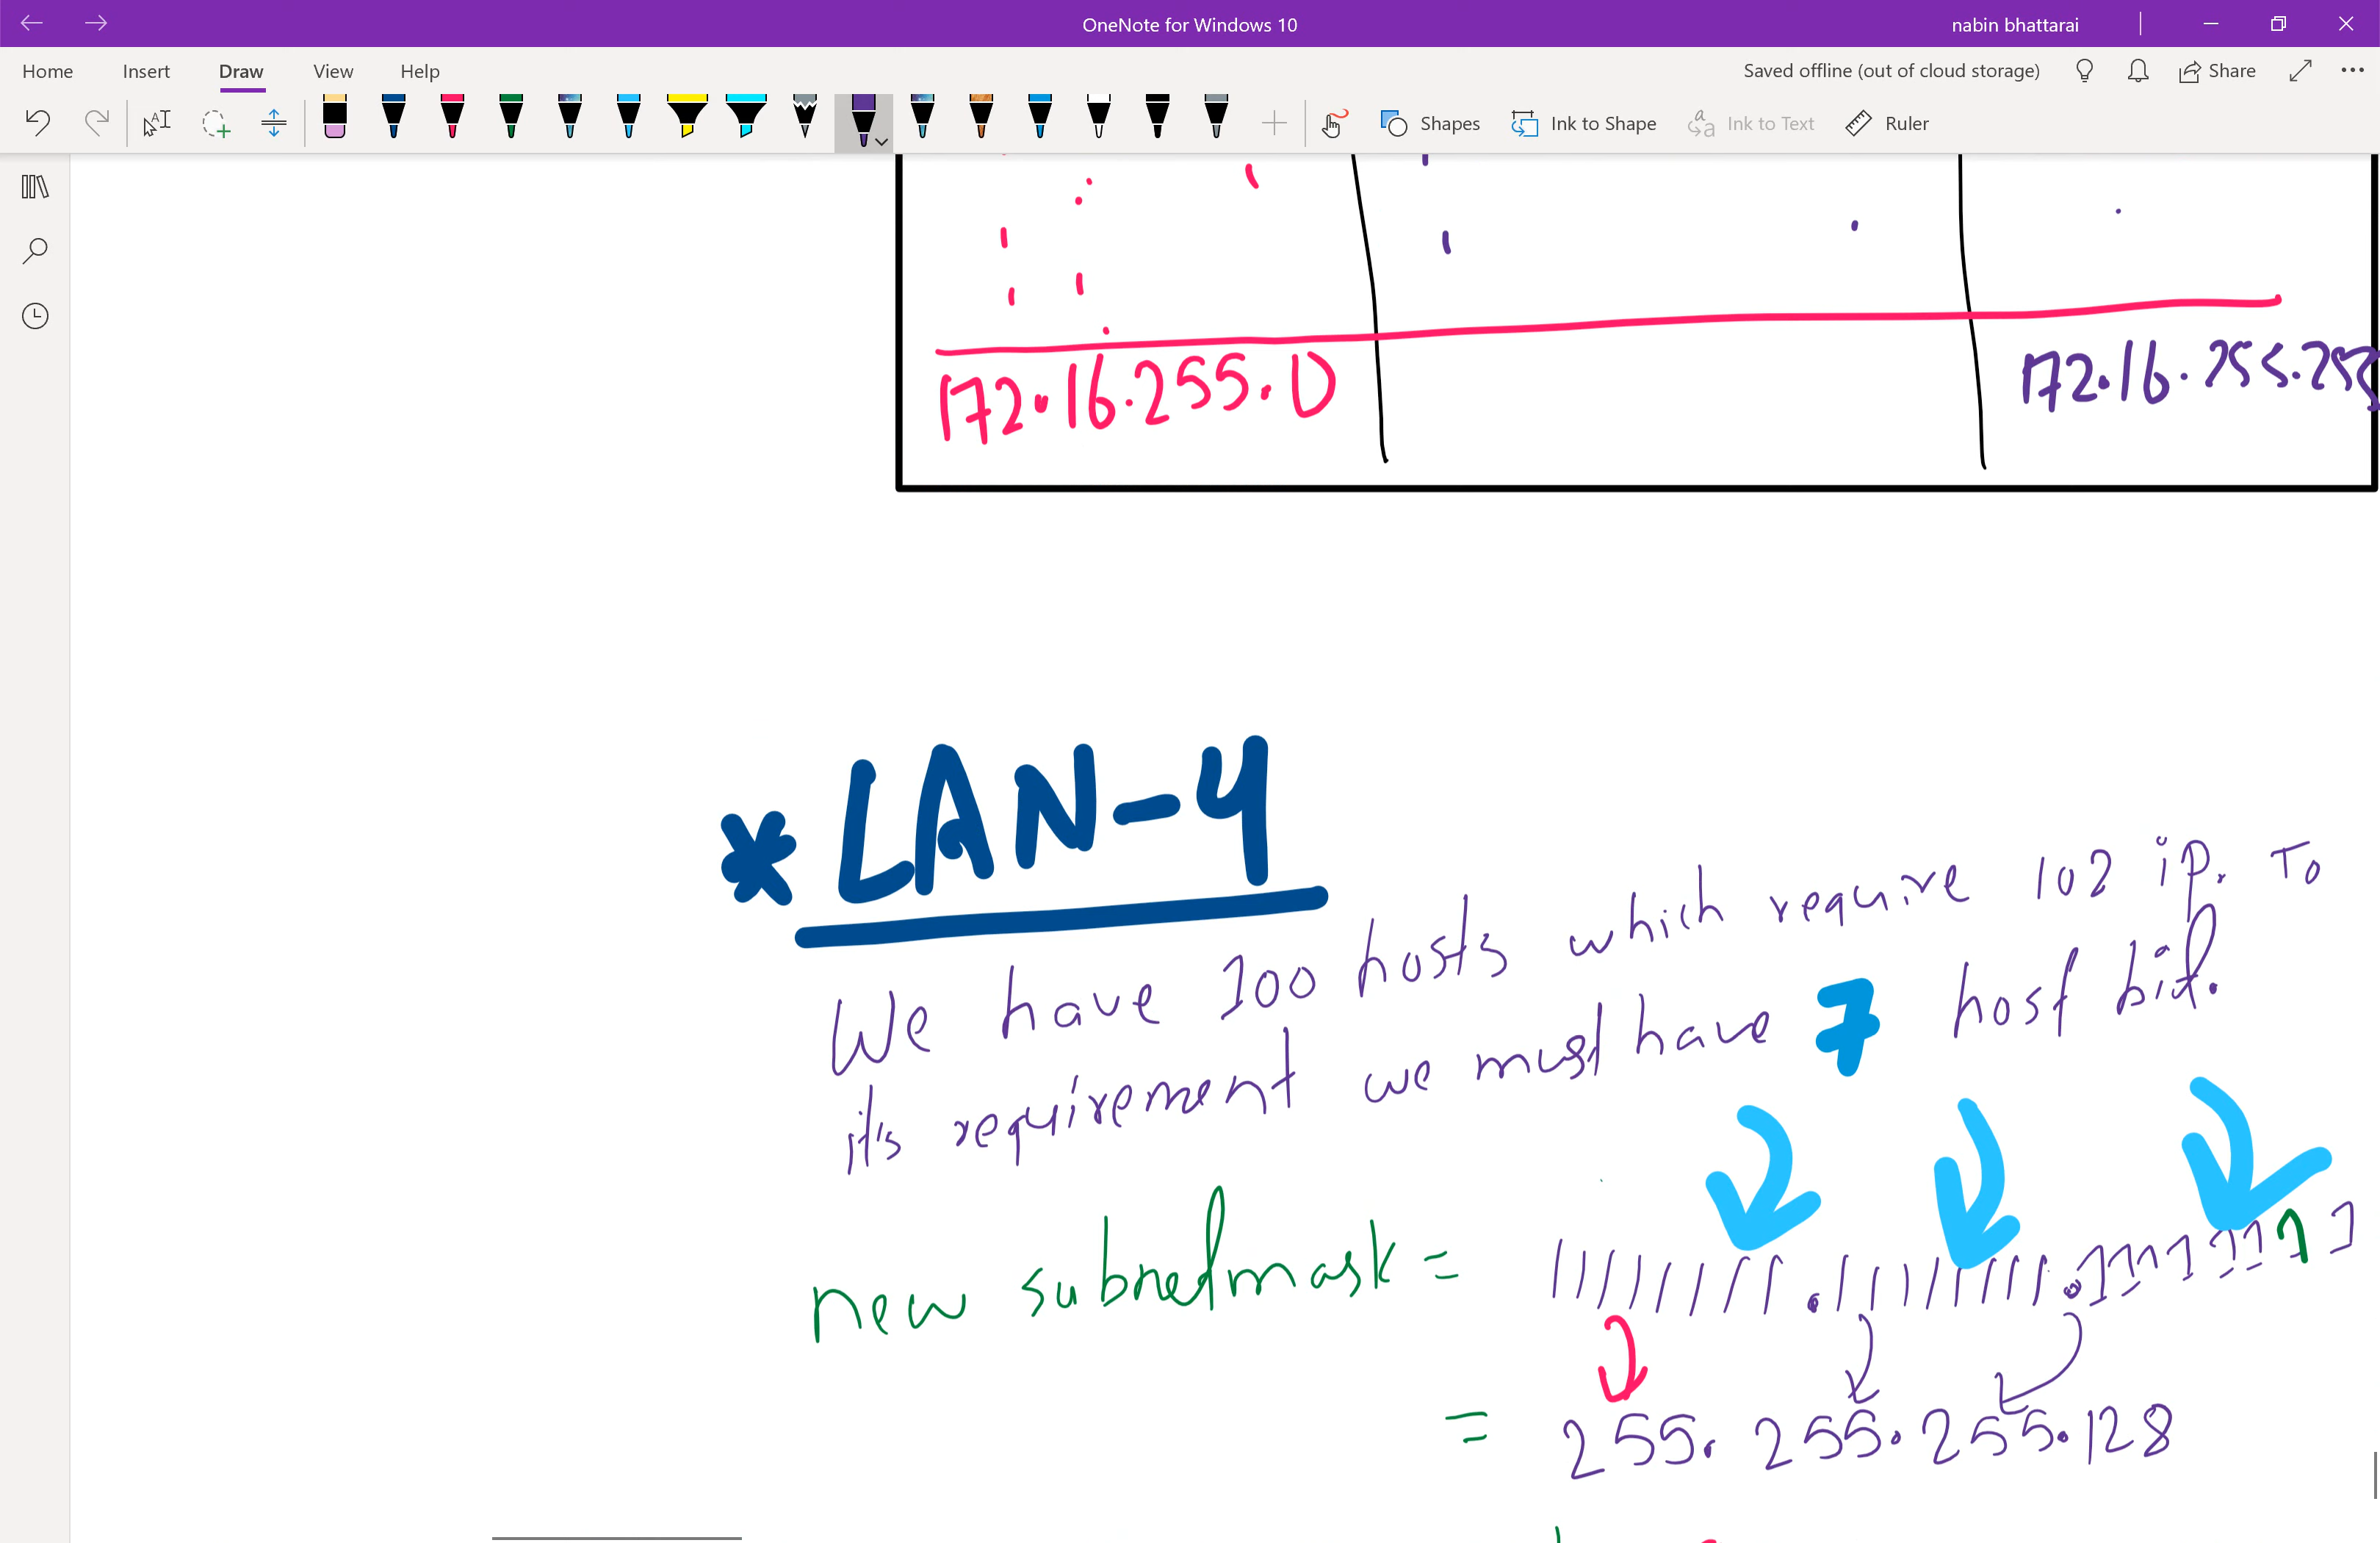 OneNote for Windows 10
nabin bhattarai
Home Insert Draw View Help
Saved offline (out of cloud storage) Share
Shapes Ink to Shape Ink to Text Ruler
172.16.255.0 172.16.255.255
* LAN-4
We have 100 hosts which require 102 ip. To
it's requirement we must have 7 host bit.
new subnetmask = 11111111.11111111.11111111 1
= 255.255.255.128